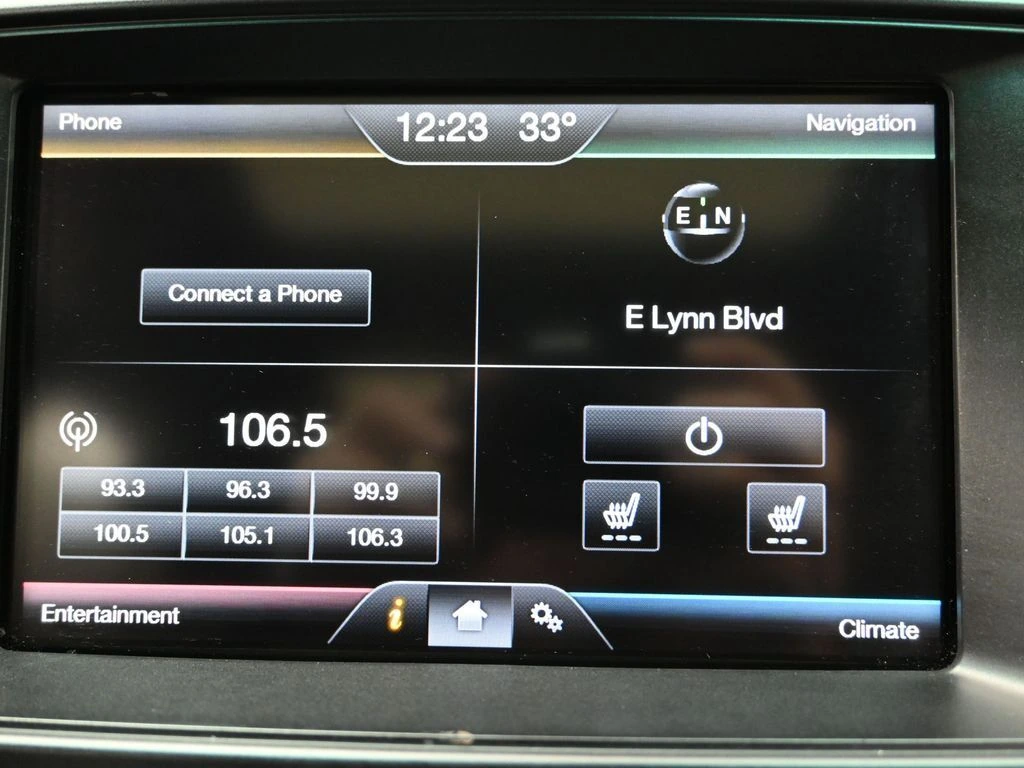 Phone
12:23 33°
Navigation
E N
Connect a Phone
E Lynn Blvd
106.5
93.3 96.3 99.9
100.5 105.1 106.3
Entertainment
i
Climate